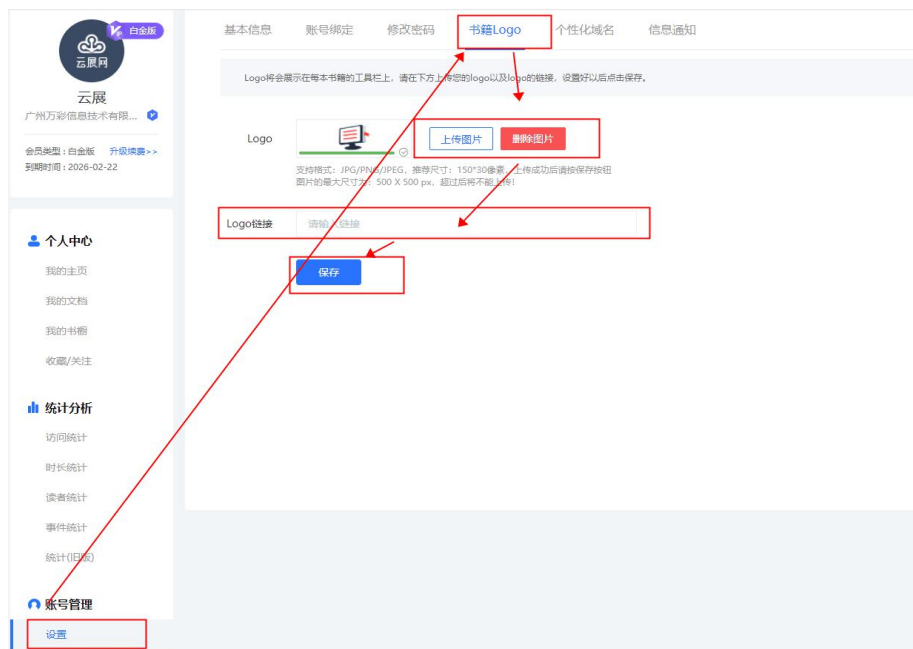 白金版
云展网
云展
广州万彩信息技术有限...
会员类型：白金版 升级续费>>
到期时间：2026-02-22
个人中心
我的主页
我的文档
我的书橱
收藏/关注
统计分析
访问统计
时长统计
读者统计
事件统计
统计(旧版)
账号管理
设置
基本信息 账号绑定 修改密码 书籍Logo 个性化域名 信息通知
Logo将会展示在每本书籍的工具栏上，请在下方上传您的logo以及logo的链接，设置好以后点击保存。
Logo
上传图片 删除图片
支持格式：JPG/PNG/JPEG，推荐尺寸：150*30像素，上传成功后请按保存按钮
图片的最大尺寸为：500 X 500 px，超过后将不能上传！
Logo链接 请输入链接
保存